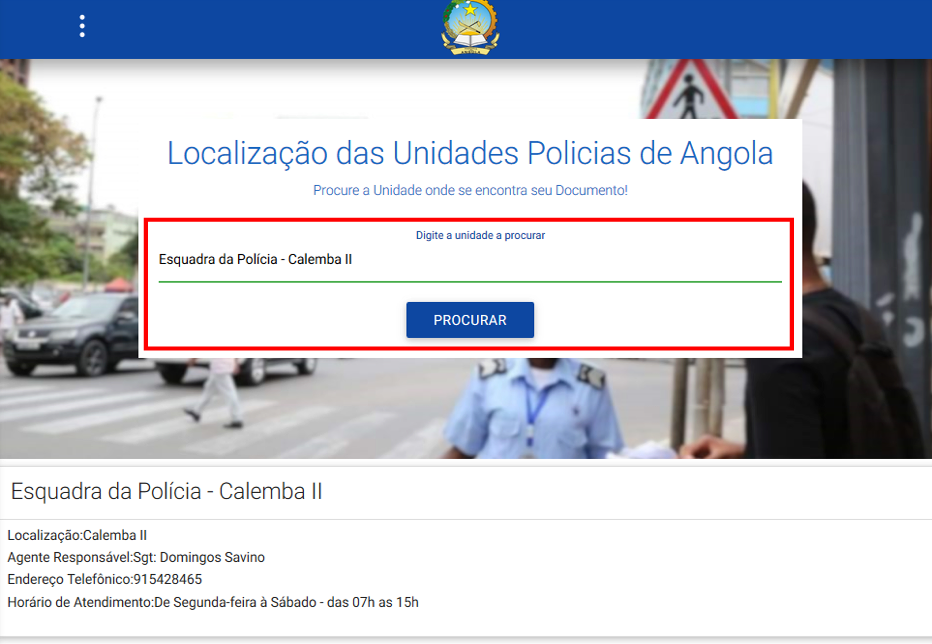 Localização das Unidades Policias de Angola
Procure a Unidade onde se encontra seu Documento!
Digite a unidade a procurar
Esquadra da Polícia - Calemba II
PROCURAR
Esquadra da Polícia - Calemba II
Localização:Calemba II
Agente Responsável:Sgt: Domingos Savino
Endereço Telefônico:915428465
Horário de Atendimento:De Segunda-feira à Sábado - das 07h as 15h